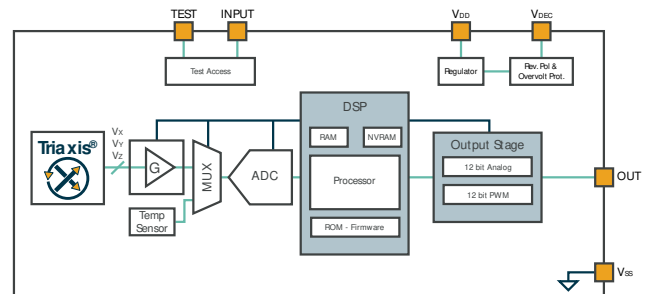 TEST INPUT VDD VDEC
Test Access
Regulator
Rev. Pol &
Overvolt Prot.
DSP
RAM
NVRAM
Processor
ROM - Firmware
Triaxis®
VX
VY
VZ
G
MUX
ADC
Temp
Sensor
Output Stage
12 bit Analog
12 bit PWM
OUT
VSS